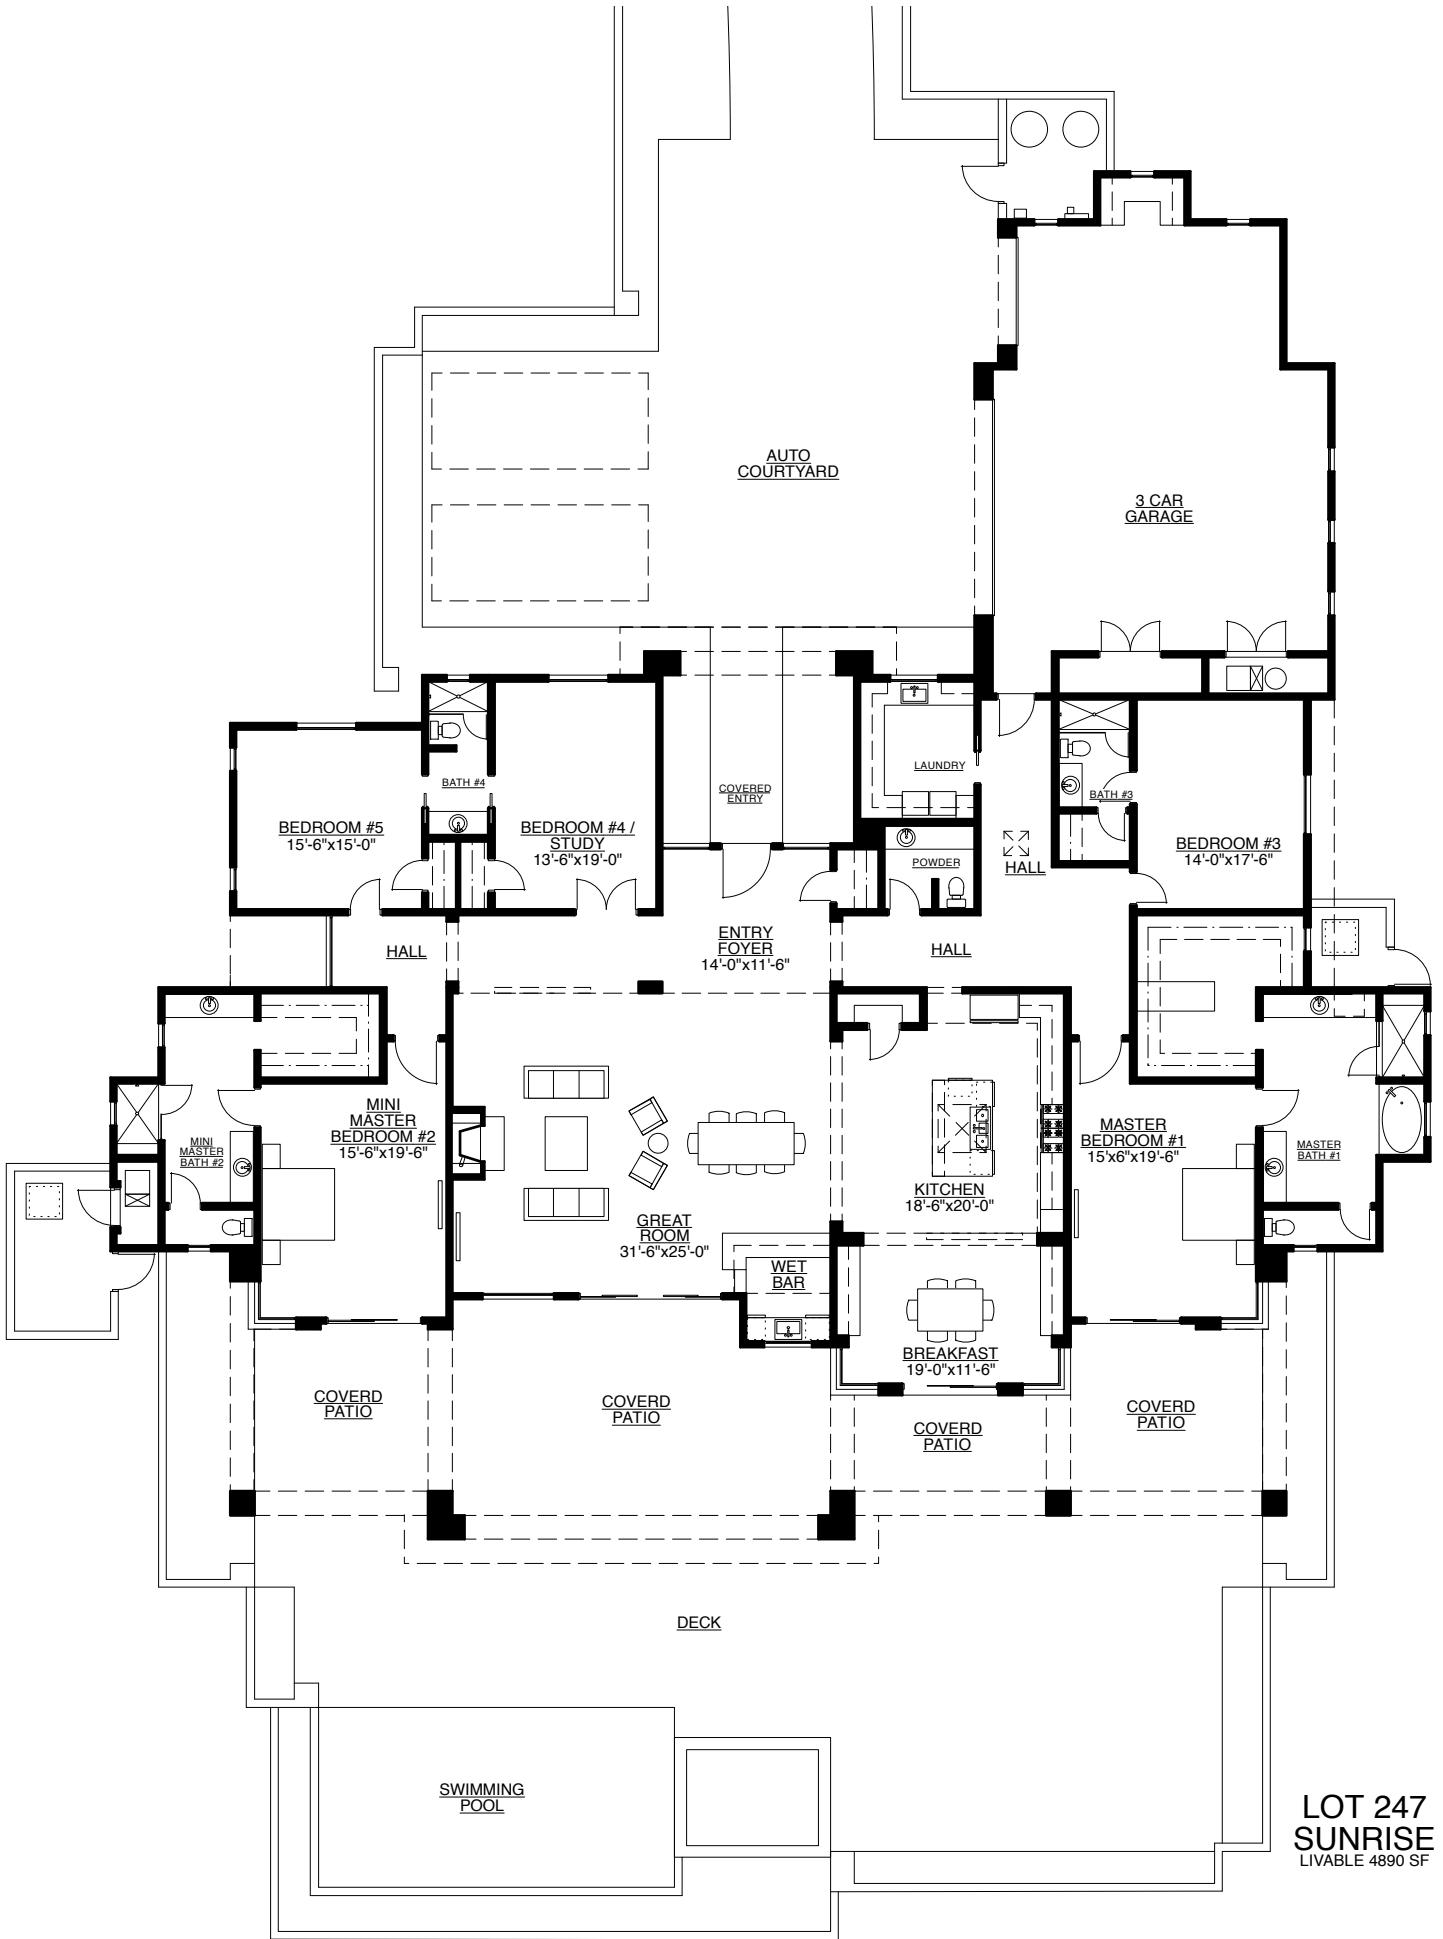 AUTO
COURTYARD
3 CAR
GARAGE
LAUNDRY
BATH #4
COVERED
ENTRY
BATH #3
BEDROOM #5
15'-6"x15'-0"
BEDROOM #4 /
STUDY
13'-6"x19'-0"
POWDER
HALL
BEDROOM #3
14'-0"x17'-6"
HALL
ENTRY
FOYER
14'-0"x11'-6"
HALL
MINI
MASTER
BEDROOM #2
15'-6"x19'-6"
MINI
MASTER
BATH #2
MASTER
BEDROOM #1
15'x6"x19'-6"
MASTER
BATH #1
KITCHEN
18'-6"x20'-0"
GREAT
ROOM
31'-6"x25'-0"
WET
BAR
BREAKFAST
19'-0"x11'-6"
COVERD
PATIO
COVERD
PATIO
COVERD
PATIO
COVERD
PATIO
DECK
SWIMMING
POOL
LOT 247
SUNRISE
LIVABLE 4890 SF